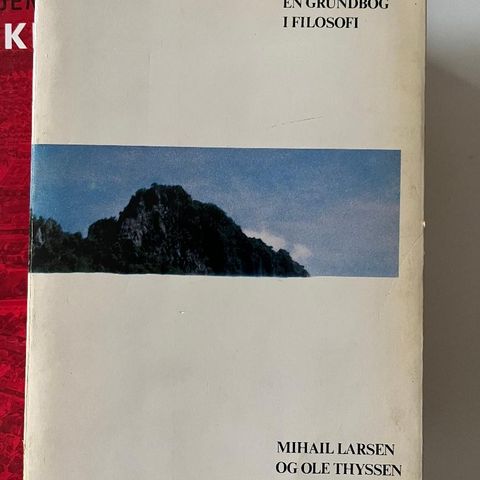 EN GRUNDBOG
I FILOSOFI
MIHAIL LARSEN
OG OLE THYSSEN